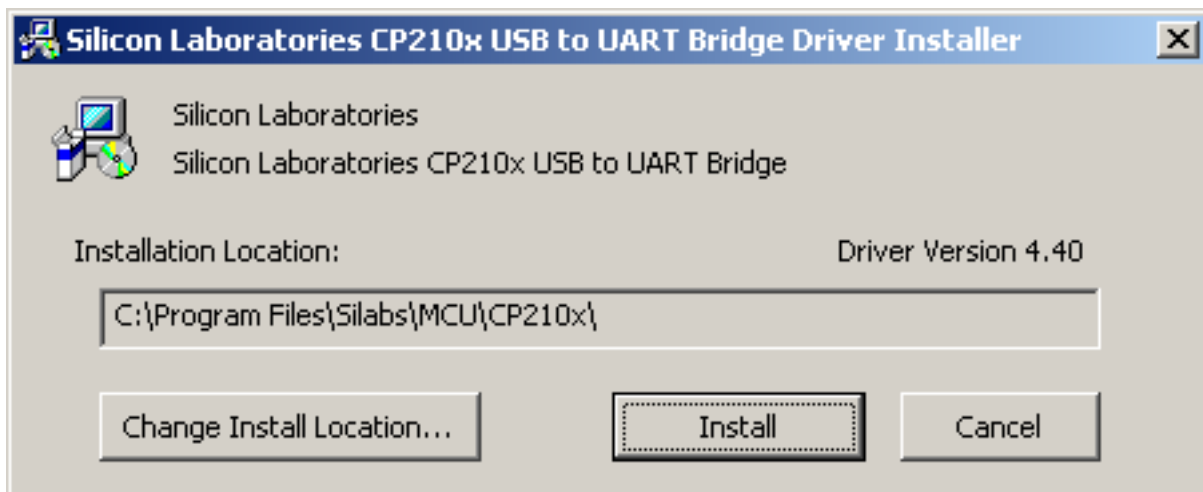 Silicon Laboratories CP210x USB to UART Bridge Driver Installer
Silicon Laboratories
Silicon Laboratories CP210x USB to UART Bridge
Installation Location: Driver Version 4.40
C:\Program Files\Silabs\MCU\CP210x\
Change Install Location... Install Cancel